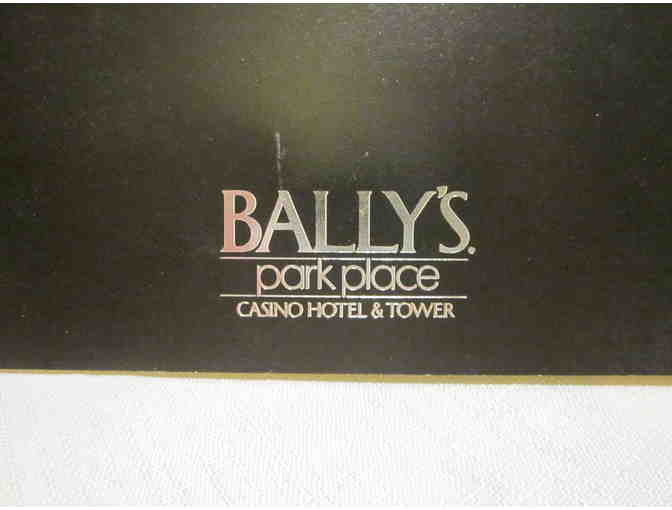 BALLY'S.
park place
CASINO HOTEL & TOWER